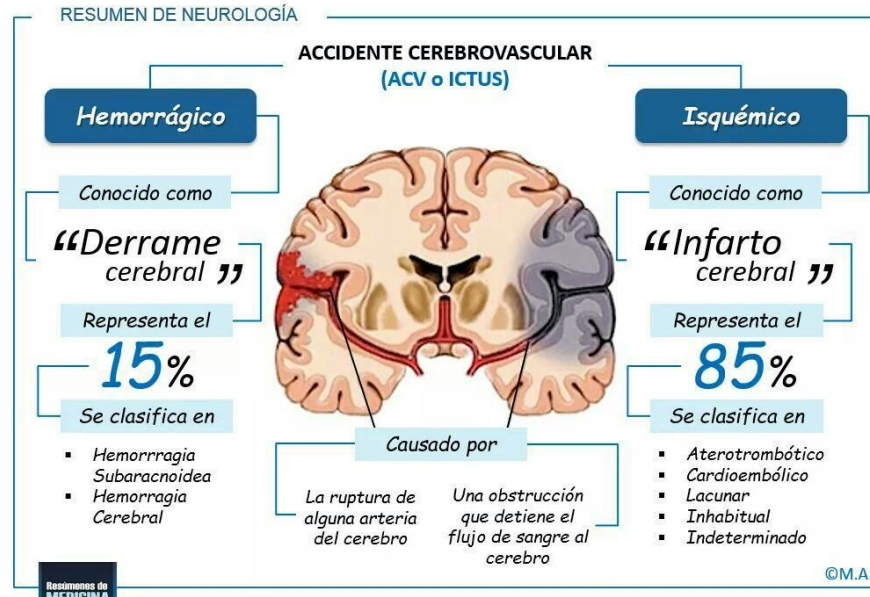 RESUMEN DE NEUROLOGÍA
ACCIDENTE CEREBROVASCULAR
(ACV o ICTUS)
Hemorrágico
Conocido como
“Derrame
cerebral”
Representa el
15%
Se clasifica en
▪ Hemorrragia
Subaracnoidea
▪ Hemorragia
Cerebral
Causado por
La ruptura de
alguna arteria
del cerebro
Una obstrucción
que detiene el
flujo de sangre al
cerebro
Isquémico
Conocido como
“Infarto
cerebral”
Representa el
85%
Se clasifica en
▪ Aterotrombótico
▪ Cardioembólico
▪ Lacunar
▪ Inhabitual
▪ Indeterminado
Resúmenes de
MEDICINA
©M.A